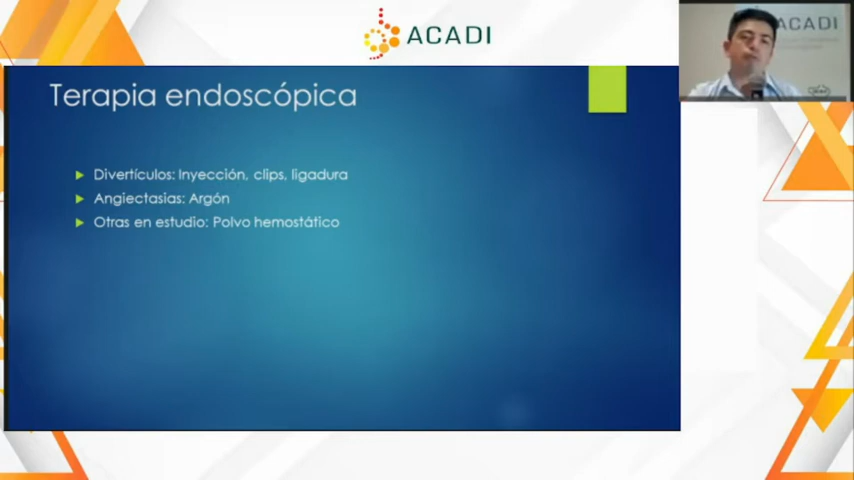 ACADI
ACADI
Terapia endoscópica
Divertículos: Inyección, clips, ligadura
Angiectasias: Argón
Otras en estudio: Polvo hemostático